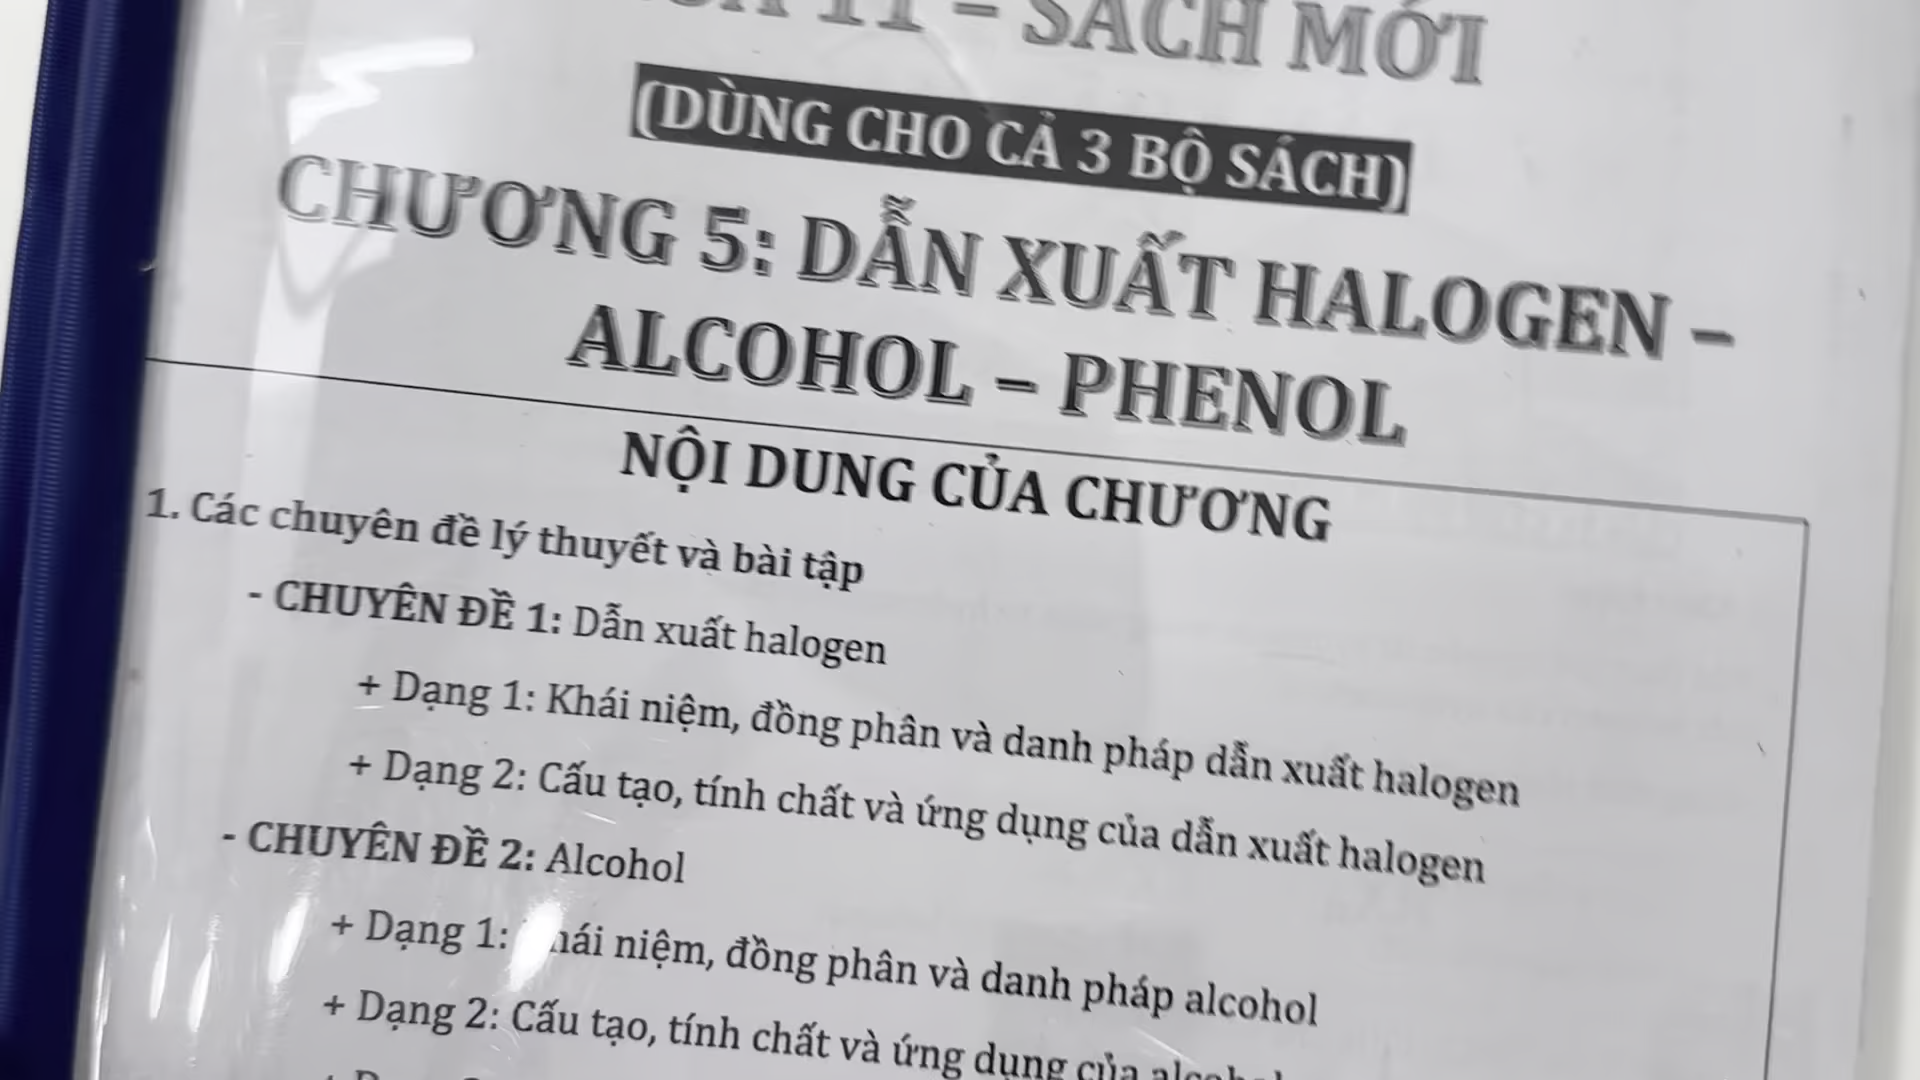 11 – SÁCH MỚI
(DÙNG CHO CẢ 3 BỘ SÁCH)
CHƯƠNG 5: DẪN XUẤT HALOGEN –
ALCOHOL – PHENOL
NỘI DUNG CỦA CHƯƠNG
1. Các chuyên đề lý thuyết và bài tập
- CHUYÊN ĐỀ 1: Dẫn xuất halogen
+ Dạng 1: Khái niệm, đồng phân và danh pháp dẫn xuất halogen
+ Dạng 2: Cấu tạo, tính chất và ứng dụng của dẫn xuất halogen
- CHUYÊN ĐỀ 2: Alcohol
+ Dạng 1: Khái niệm, đồng phân và danh pháp alcohol
+ Dạng 2: Cấu tạo, tính chất và ứng dụng của alcohol